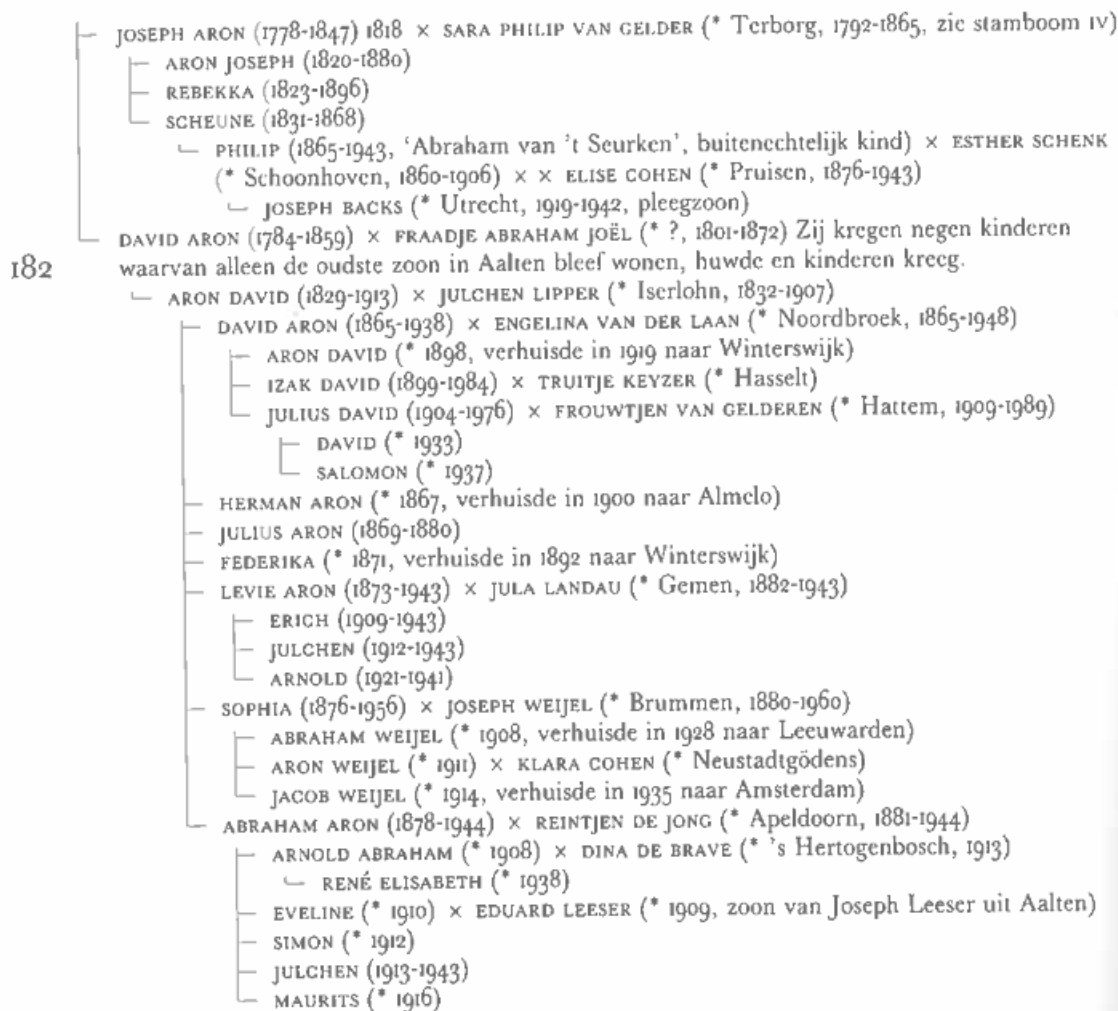 JOSEPH ARON (1778-1847) 1818 × SARA PHILIP VAN GELDER (* Terborg, 1792-1865, zie stamboom IV)
ARON JOSEPH (1820-1880)
REBEKKA (1823-1896)
SCHEUNE (1831-1868)
PHILIP (1865-1943, 'Abraham van 't Seurken', buitenechtelijk kind) × ESTHER SCHENK
(* Schoonhoven, 1860-1906) × × ELISE COHEN (* Pruisen, 1876-1943)
JOSEPH BACKS (* Utrecht, 1919-1942, pleegzoon)
DAVID ARON (1784-1859) × FRAADJE ABRAHAM JOËL (* ?, 1801-1872) Zij kregen negen kinderen
182 waarvan alleen de oudste zoon in Aalten bleef wonen, huwde en kinderen kreeg.
ARON DAVID (1829-1913) × JULCHEN LIPPER (* Iserlohn, 1832-1907)
DAVID ARON (1865-1938) × ENGELINA VAN DER LAAN (* Noordbroek, 1865-1948)
ARON DAVID (* 1898, verhuisde in 1919 naar Winterswijk)
IZAK DAVID (1899-1984) × TRUITJE KEYZER (* Hasselt)
JULIUS DAVID (1904-1976) × FROUWTJEN VAN GELDEREN (* Hattem, 1909-1989)
DAVID (* 1933)
SALOMON (* 1937)
HERMAN ARON (* 1867, verhuisde in 1900 naar Almelo)
JULIUS ARON (1869-1880)
FEDERIKA (* 1871, verhuisde in 1892 naar Winterswijk)
LEVIE ARON (1873-1943) × JULA LANDAU (* Gemen, 1882-1943)
ERICH (1909-1943)
JULCHEN (1912-1943)
ARNOLD (1921-1941)
SOPHIA (1876-1956) × JOSEPH WEIJEL (* Brummen, 1880-1960)
ABRAHAM WEIJEL (* 1908, verhuisde in 1928 naar Leeuwarden)
ARON WEIJEL (* 1911) × KLARA COHEN (* Neustadtgödens)
JACOB WEIJEL (* 1914, verhuisde in 1935 naar Amsterdam)
ABRAHAM ARON (1878-1944) × REINTJEN DE JONG (* Apeldoorn, 1881-1944)
ARNOLD ABRAHAM (* 1908) × DINA DE BRAVE (* 's Hertogenbosch, 1913)
RENÉ ELISABETH (* 1938)
EVELINE (* 1910) × EDUARD LEESER (* 1909, zoon van Joseph Leeser uit Aalten)
SIMON (* 1912)
JULCHEN (1913-1943)
MAURITS (* 1916)